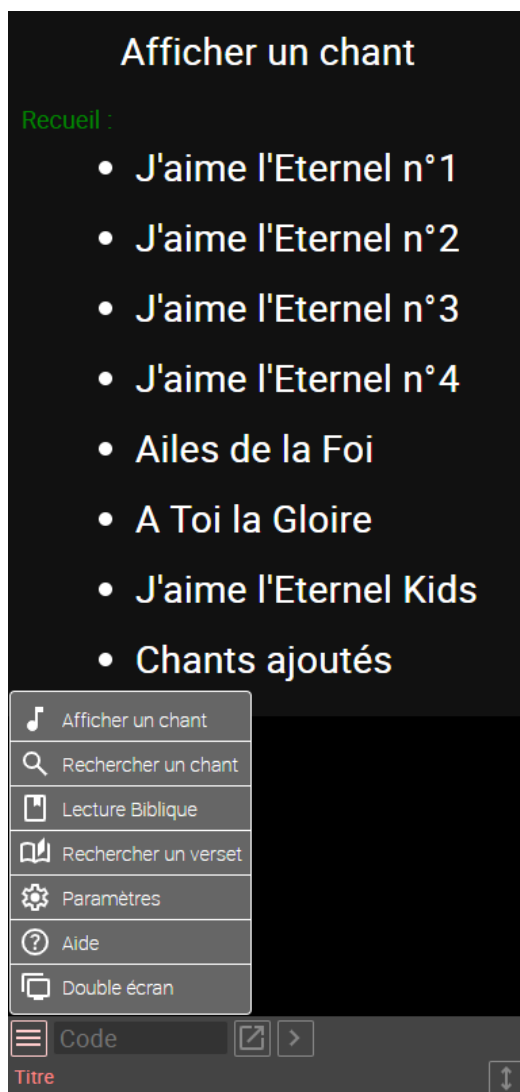 Afficher un chant
Recueil :
J'aime l'Eternel n°1
J'aime l'Eternel n°2
J'aime l'Eternel n°3
J'aime l'Eternel n°4
Ailes de la Foi
A Toi la Gloire
J'aime l'Eternel Kids
Chants ajoutés
Afficher un chant
Rechercher un chant
Lecture Biblique
Rechercher un verset
Paramètres
Aide
Double écran
Code
Titre